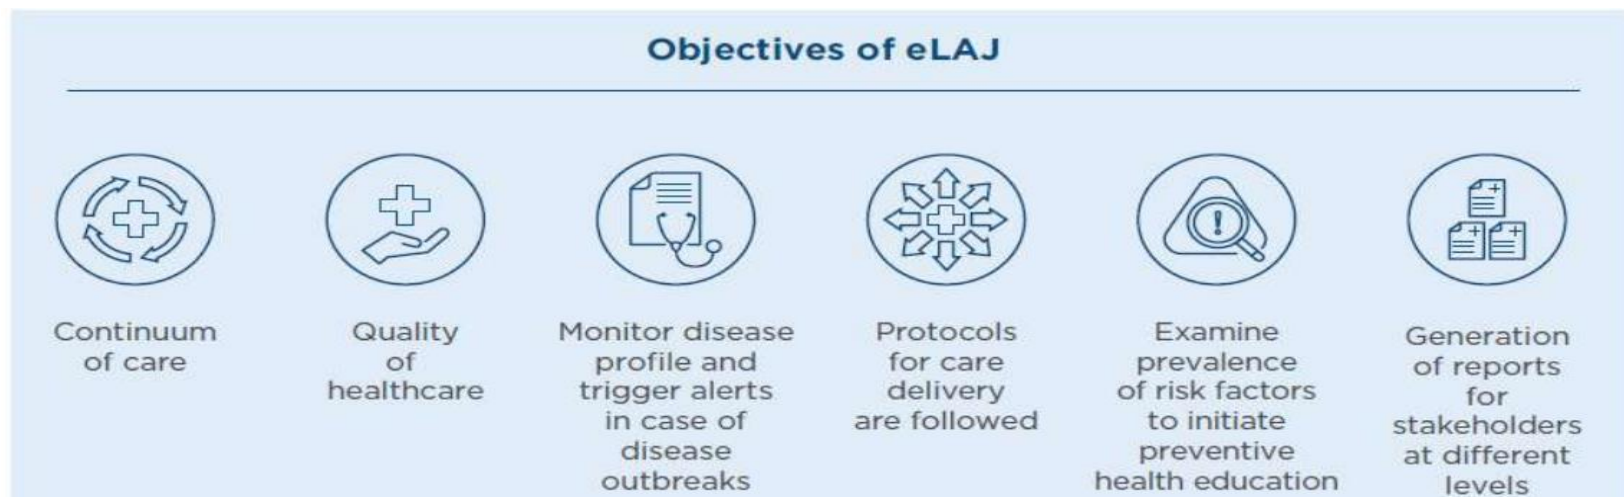 Objectives of eLAJ
Continuum
of care
Quality
of
healthcare
Monitor disease
profile and
trigger alerts
in case of
disease
outbreaks
Protocols
for care
delivery
are followed
Examine
prevalence
of risk factors
to initiate
preventive
health education
Generation
of reports
for
stakeholders
at different
levels